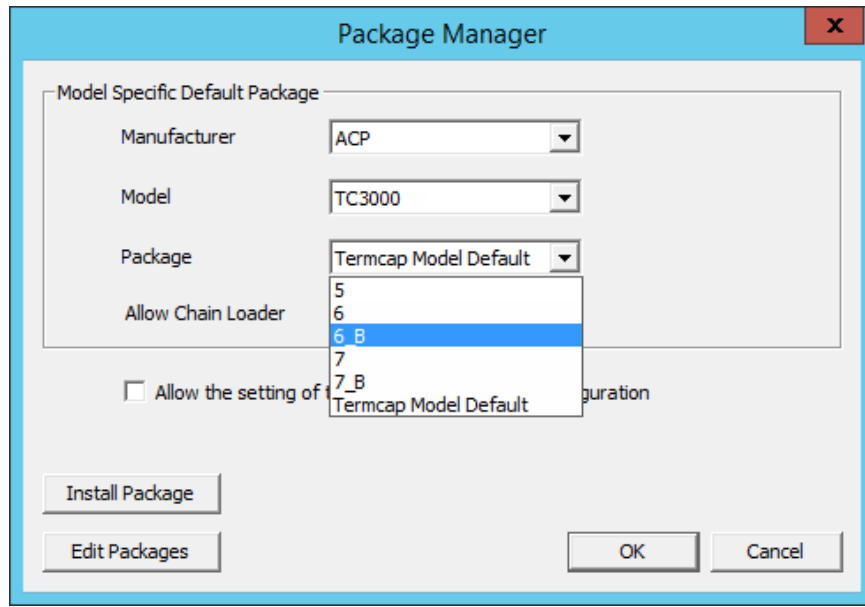 Package Manager
x
Model Specific Default Package
Manufacturer
ACP
Model
TC3000
Package
Termcap Model Default
Allow Chain Loader
5
6
6_B
7
7_B
Termcap Model Default
Allow the setting of t
guration
Install Package
Edit Packages
OK
Cancel